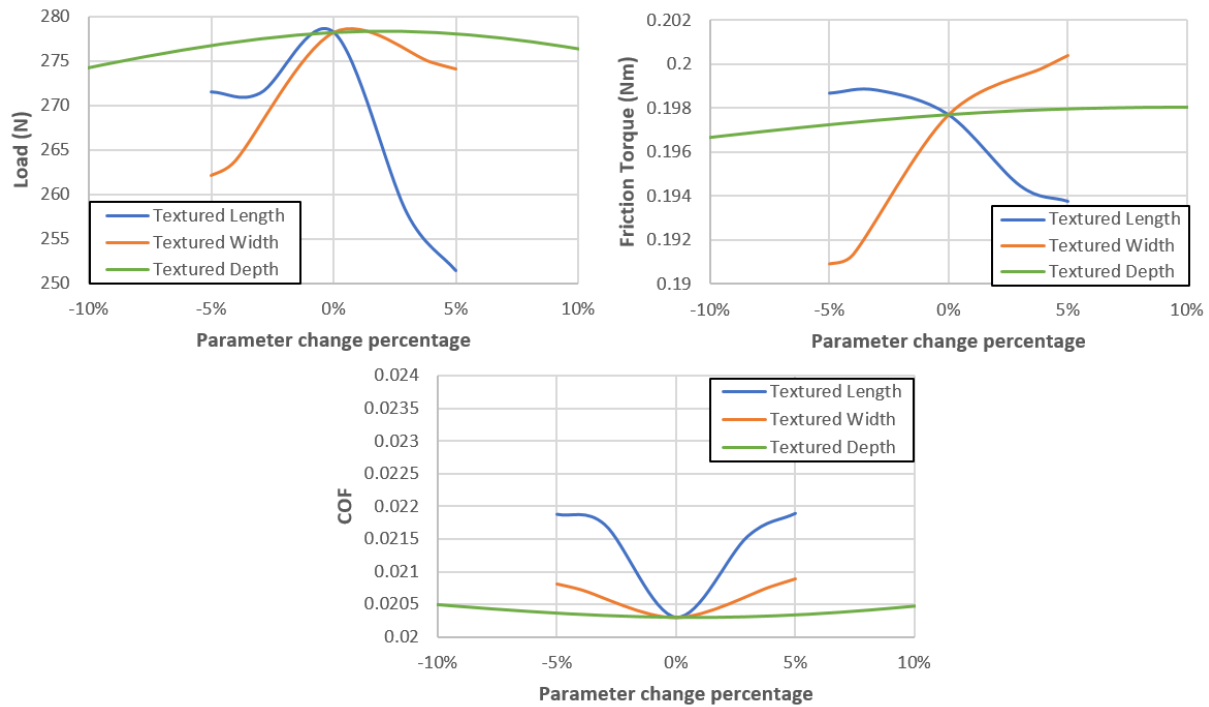 280
275
270
265
260
255
250
Load (N)
Textured Length
Textured Width
Textured Depth
-10%
-5%
0%
5%
10%
Parameter change percentage
0.202
0.2
0.198
0.196
0.194
0.192
0.19
Friction Torque (Nm)
Textured Length
Textured Width
Textured Depth
-10%
-5%
0%
5%
10%
Parameter change percentage
0.024
0.0235
0.023
0.0225
0.022
0.0215
0.021
0.0205
0.02
COF
Textured Length
Textured Width
Textured Depth
-10%
-5%
0%
5%
10%
Parameter change percentage